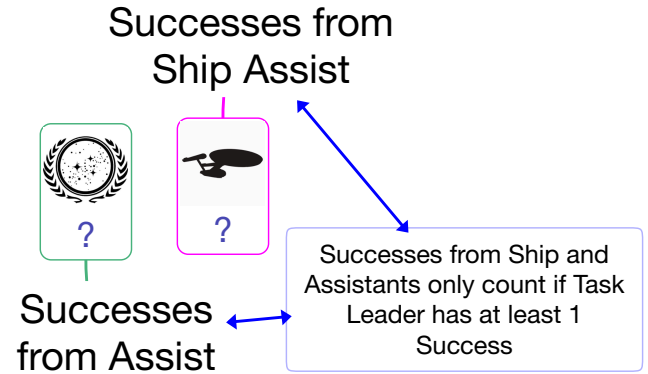 Successes from
Ship Assist
?
?
Successes
from Assist
Successes from Ship and
Assistants only count if Task
Leader has at least 1
Success